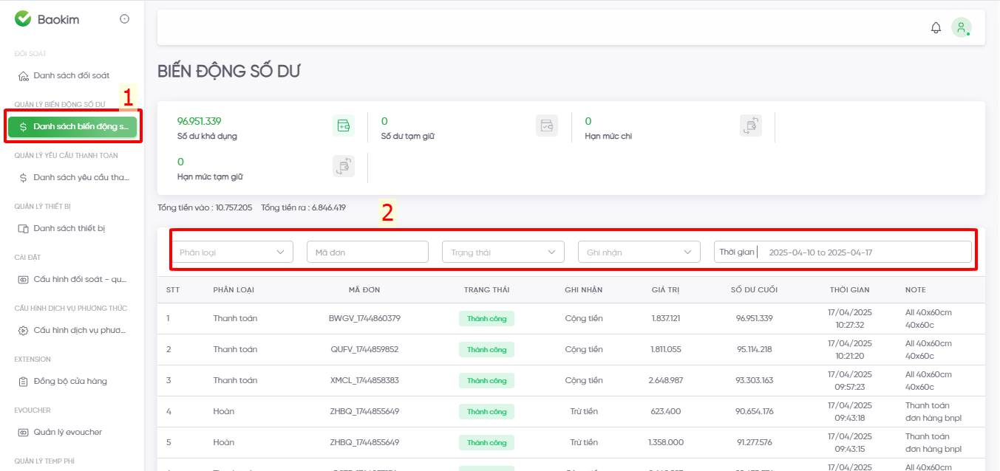 Baokim
ĐỐI SOÁT
Danh sách đối soát
QUẢN LÝ BIẾN ĐỘNG SỐ DƯ
1
Danh sách biến động s...
QUẢN LÝ YÊU CẦU THANH TOÁN
Danh sách yêu cầu tha...
QUẢN LÝ THIẾT BỊ
Danh sách thiết bị
CÀI ĐẶT
Cấu hình đối soát - qu...
CẤU HÌNH DỊCH VỤ PHƯƠNG THỨC
Cấu hình dịch vụ phươ...
EXTENSION
Đồng bộ cửa hàng
EVOUCHER
Quản lý evoucher
QUẢN LÝ TEMP PHÍ
BIẾN ĐỘNG SỐ DƯ
96.951.339
Số dư khả dụng
0
Số dư tạm giữ
0
Hạn mức chi
0
Hạn mức tạm giữ
Tổng tiền vào : 10.757.205 Tổng tiền ra : 6.846.419
2
Phân loại Mã đơn Trạng thái Ghi nhận Thời gian 2025-04-10 to 2025-04-17
STT PHÂN LOẠI MÃ ĐƠN TRẠNG THÁI GHI NHẬN GIÁ TRỊ SỐ DƯ CUỐI THỜI GIAN NOTE
1 Thanh toán BWGV_1744860379 Thành công Cộng tiền 1.837.121 96.951.339 17/04/2025 All 40x60cm
10:27:32 40x60c
2 Thanh toán QUFV_1744859852 Thành công Cộng tiền 1.811.055 95.114.218 17/04/2025 All 40x60cm
10:21:20 40x60c
3 Thanh toán XMCL_1744858383 Thành công Cộng tiền 2.648.987 93.303.163 17/04/2025 All 40x60cm
09:57:23 40x60c
4 Hoàn ZHBQ_1744855649 Thành công Trừ tiền 623.400 90.654.176 17/04/2025 Thanh toán
09:43:18 đơn hàng bnpl
5 Hoàn ZHBQ_1744855649 Thành công Trừ tiền 1.358.000 91.277.576 17/04/2025 Thanh toán
09:43:15 đơn hàng bnpl
17/04/2025 All 40x60cm